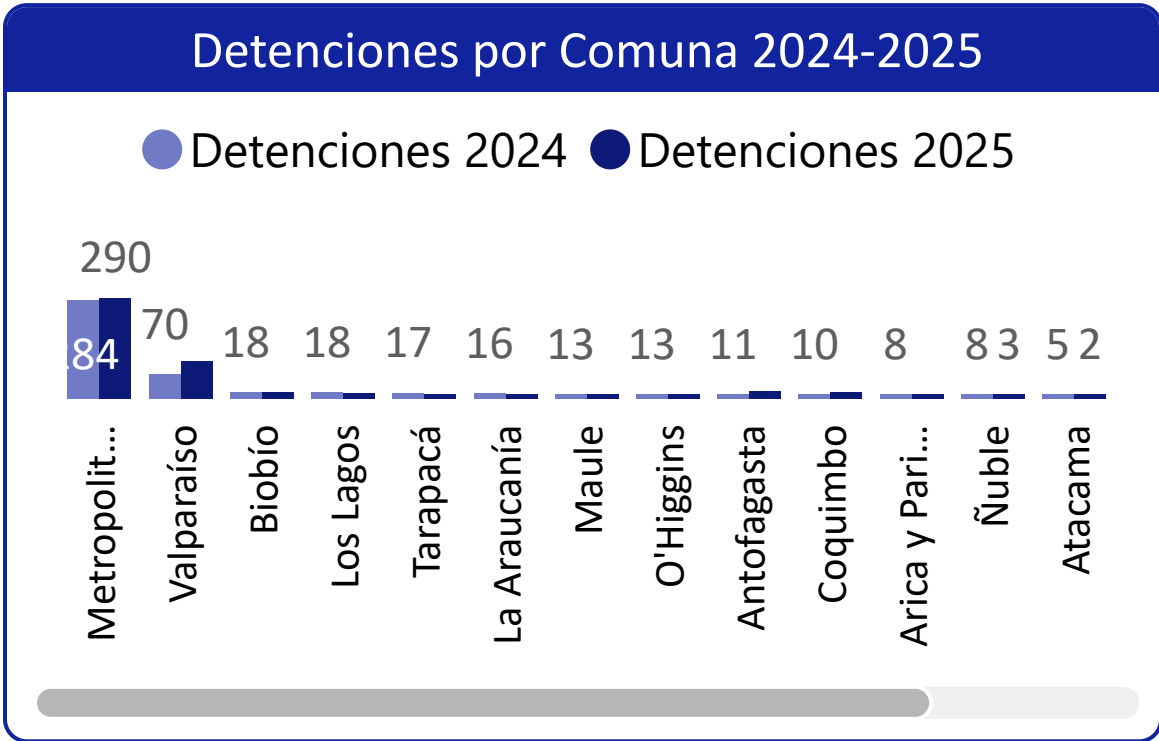 Detenciones por Comuna 2024-2025
Detenciones 2024 Detenciones 2025
290
84
70 18 18 17 16 13 13 11 10 8 8 3 5 2
Metropolit...
Valparaíso
Biobío
Los Lagos
Tarapacá
La Araucanía
Maule
O'Higgins
Antofagasta
Coquimbo
Arica y Pari...
Ñuble
Atacama